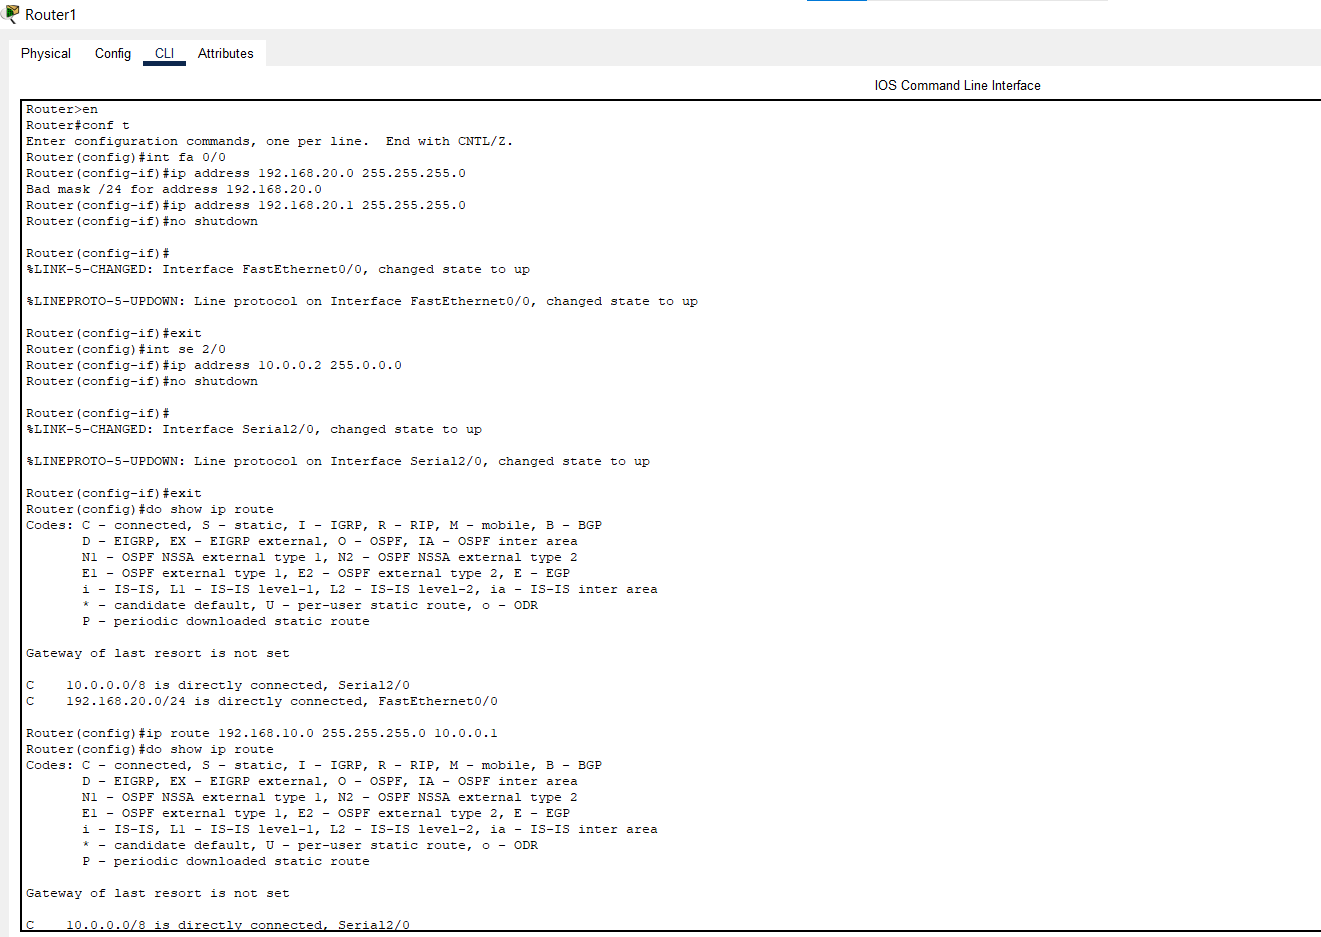 Router1
Physical Config CLI Attributes
IOS Command Line Interface
Router>en
Router#conf t
Enter configuration commands, one per line.  End with CNTL/Z.
Router(config)#int fa 0/0
Router(config-if)#ip address 192.168.20.0 255.255.255.0
Bad mask /24 for address 192.168.20.0
Router(config-if)#ip address 192.168.20.1 255.255.255.0
Router(config-if)#no shutdown
Router(config-if)#
%LINK-5-CHANGED: Interface FastEthernet0/0, changed state to up
%LINEPROTO-5-UPDOWN: Line protocol on Interface FastEthernet0/0, changed state to up
Router(config-if)#exit
Router(config)#int se 2/0
Router(config-if)#ip address 10.0.0.2 255.0.0.0
Router(config-if)#no shutdown
Router(config-if)#
%LINK-5-CHANGED: Interface Serial2/0, changed state to up
%LINEPROTO-5-UPDOWN: Line protocol on Interface Serial2/0, changed state to up
Router(config-if)#exit
Router(config)#do show ip route
Codes: C - connected, S - static, I - IGRP, R - RIP, M - mobile, B - BGP
D - EIGRP, EX - EIGRP external, O - OSPF, IA - OSPF inter area
N1 - OSPF NSSA external type 1, N2 - OSPF NSSA external type 2
E1 - OSPF external type 1, E2 - OSPF external type 2, E - EGP
i - IS-IS, L1 - IS-IS level-1, L2 - IS-IS level-2, ia - IS-IS inter area
* - candidate default, U - per-user static route, o - ODR
P - periodic downloaded static route
Gateway of last resort is not set
C    10.0.0.0/8 is directly connected, Serial2/0
C    192.168.20.0/24 is directly connected, FastEthernet0/0
Router(config)#ip route 192.168.10.0 255.255.255.0 10.0.0.1
Router(config)#do show ip route
Codes: C - connected, S - static, I - IGRP, R - RIP, M - mobile, B - BGP
D - EIGRP, EX - EIGRP external, O - OSPF, IA - OSPF inter area
N1 - OSPF NSSA external type 1, N2 - OSPF NSSA external type 2
E1 - OSPF external type 1, E2 - OSPF external type 2, E - EGP
i - IS-IS, L1 - IS-IS level-1, L2 - IS-IS level-2, ia - IS-IS inter area
* - candidate default, U - per-user static route, o - ODR
P - periodic downloaded static route
Gateway of last resort is not set
C    10.0.0.0/8 is directly connected, Serial2/0